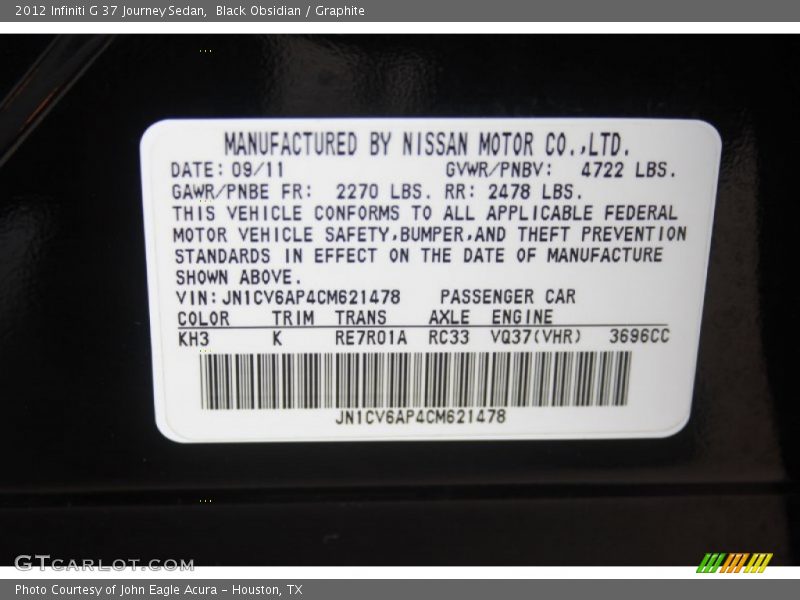 2012 Infiniti G 37 Journey Sedan, Black Obsidian / Graphite
MANUFACTURED BY NISSAN MOTOR CO.,LTD.
DATE: 09/11 GVWR/PNBV: 4722 LBS.
GAWR/PNBE FR: 2270 LBS. RR: 2478 LBS.
THIS VEHICLE CONFORMS TO ALL APPLICABLE FEDERAL
MOTOR VEHICLE SAFETY,BUMPER,AND THEFT PREVENTION
STANDARDS IN EFFECT ON THE DATE OF MANUFACTURE
SHOWN ABOVE.
VIN: JN1CV6AP4CM621478 PASSENGER CAR
COLOR TRIM TRANS AXLE ENGINE
KH3 K RE7R01A RC33 VQ37(VHR) 3696CC
JN1CV6AP4CM621478
GTCARLOT.COM
Photo Courtesy of John Eagle Acura - Houston, TX